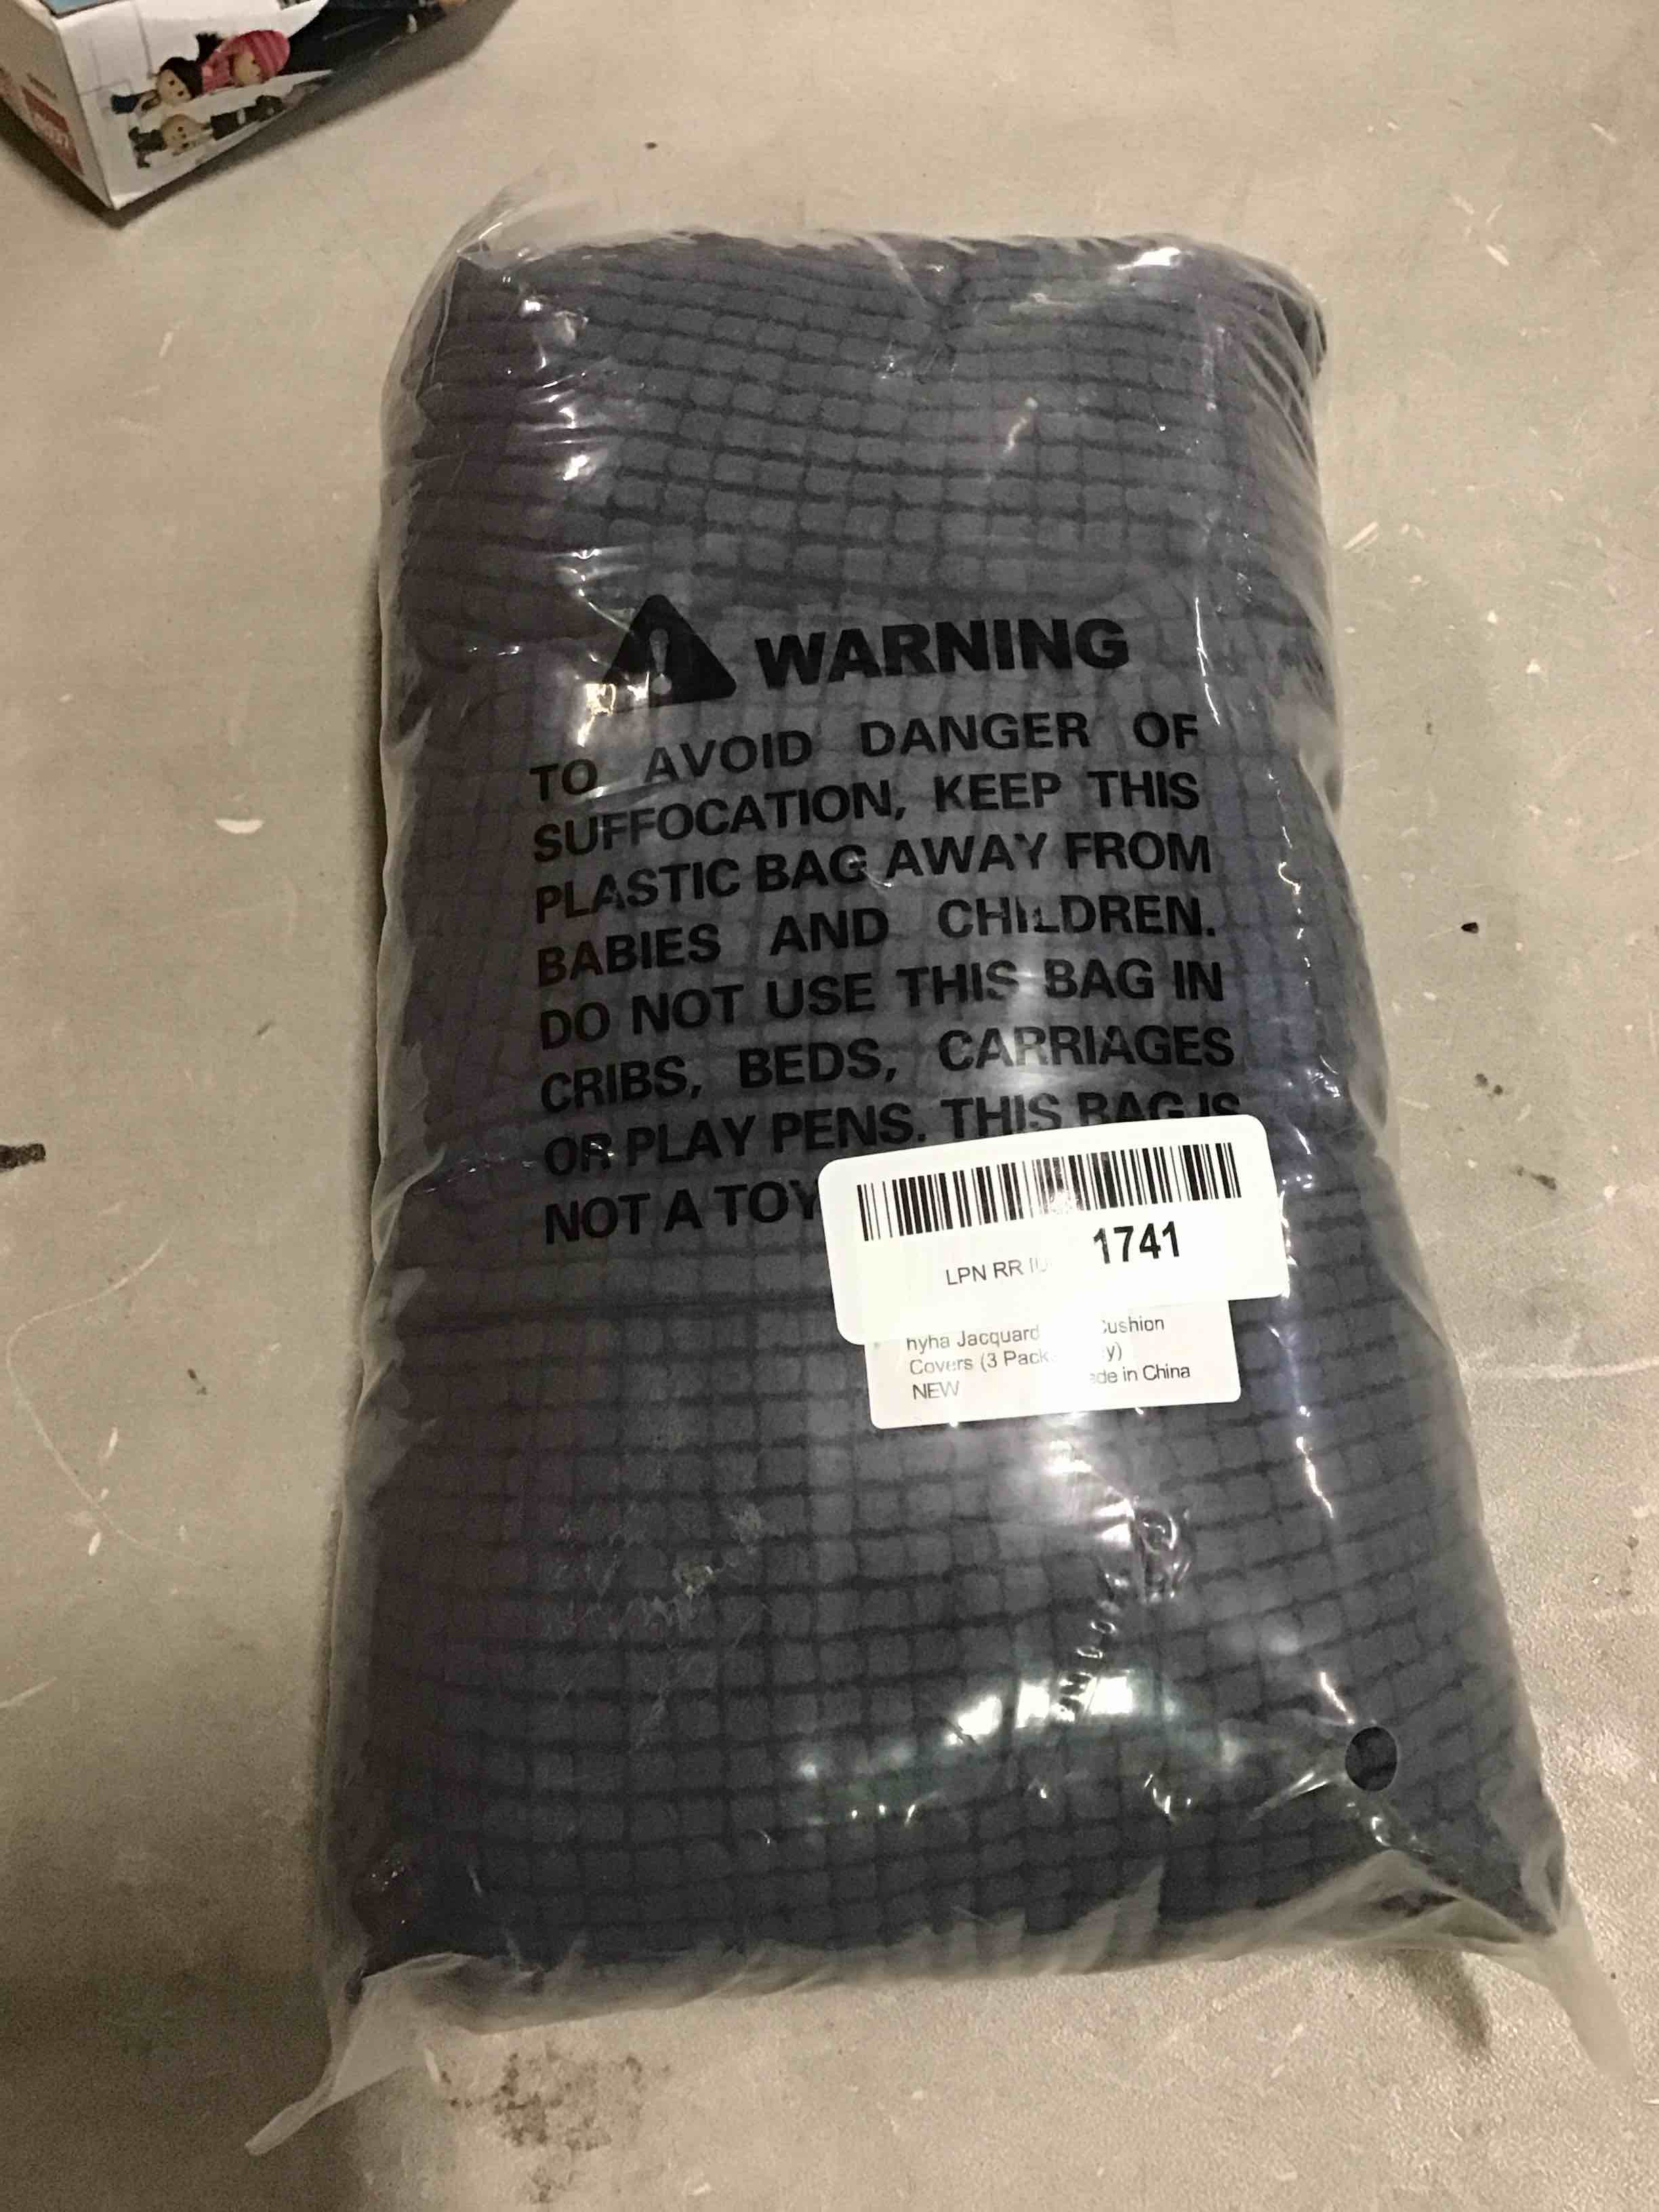 WARNING
TO AVOID DANGER OF
SUFFOCATION, KEEP THIS
PLASTIC BAG AWAY FROM
BABIES AND CHILDREN.
DO NOT USE THIS BAG IN
CRIBS, BEDS, CARRIAGES
OR PLAY PENS. THIS BAG IS
NOT A TOY
1741
LPN RR
hyha Jacquard Cushion
Covers (3 Pack
NEW ade in China